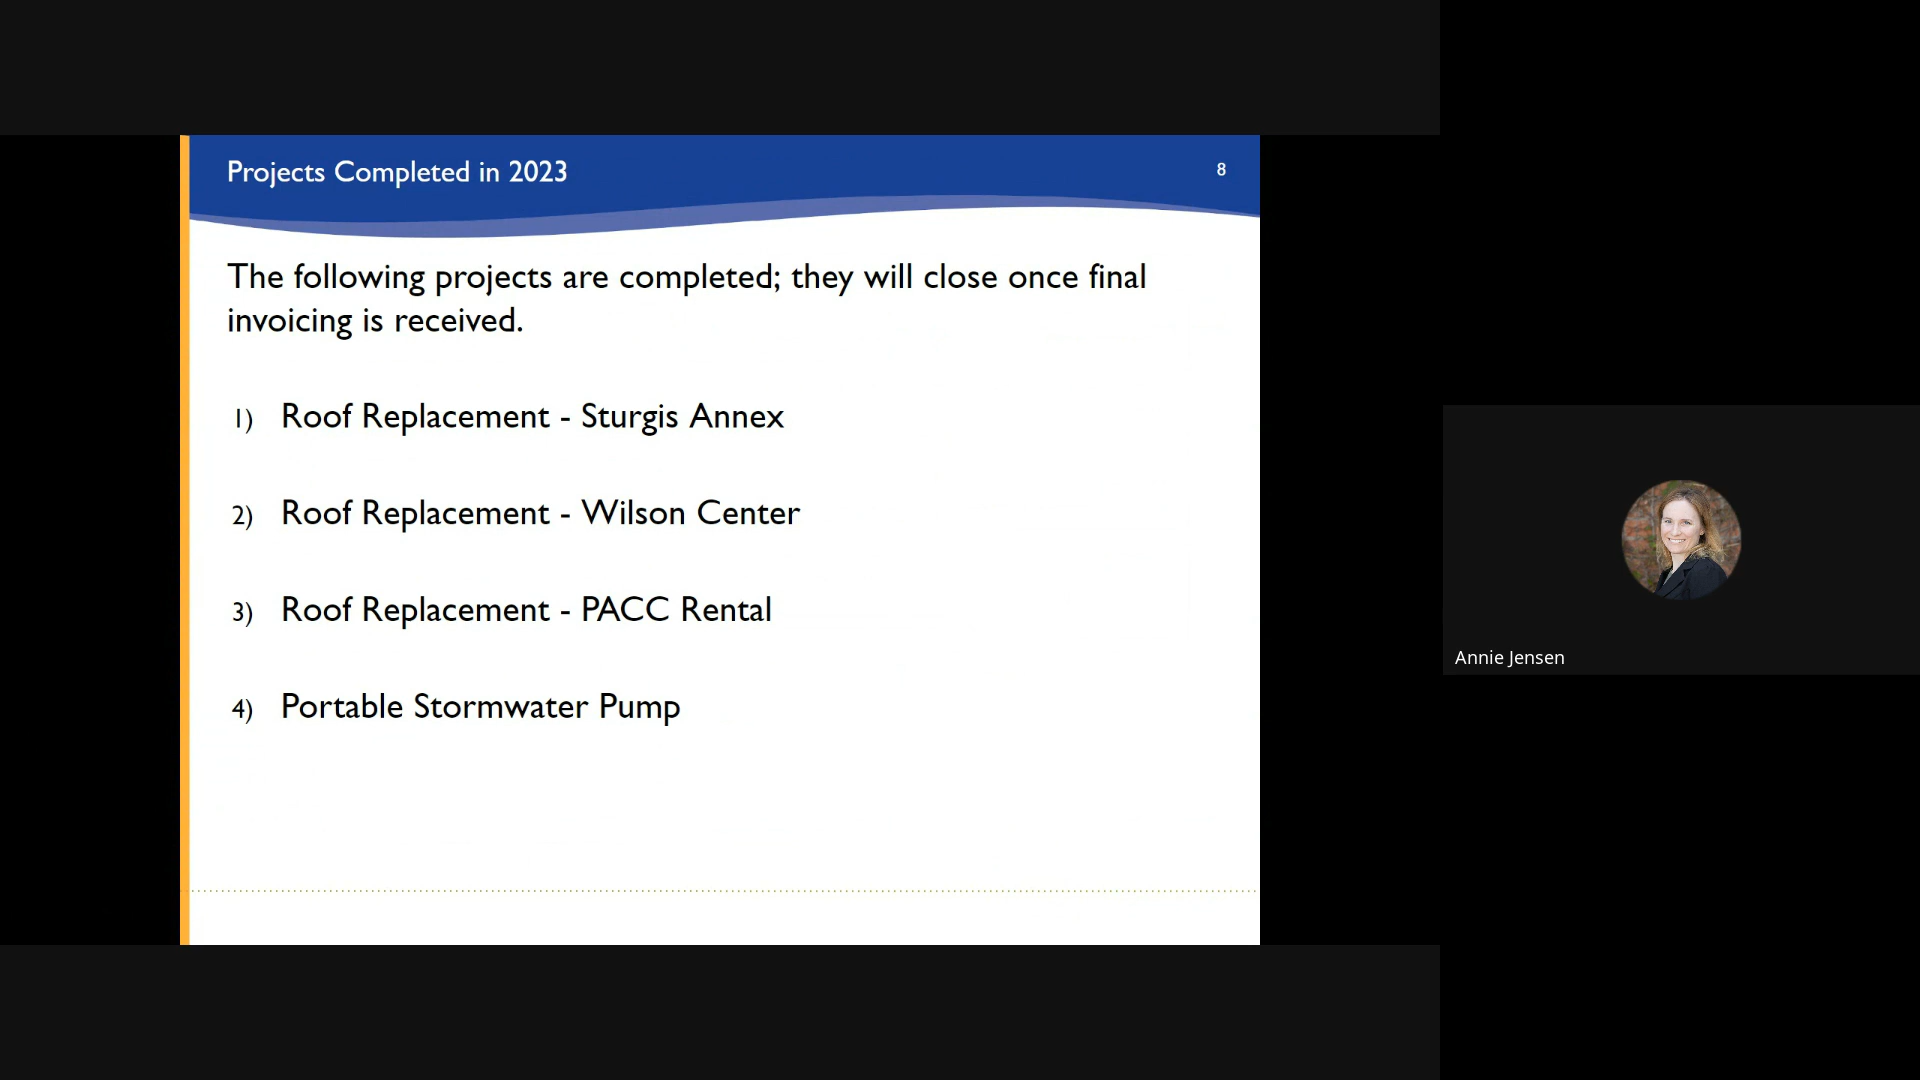 Projects Completed in 2023
8
The following projects are completed; they will close once final
invoicing is received.
1) Roof Replacement - Sturgis Annex
2) Roof Replacement - Wilson Center
3) Roof Replacement - PACC Rental
4) Portable Stormwater Pump
Annie Jensen